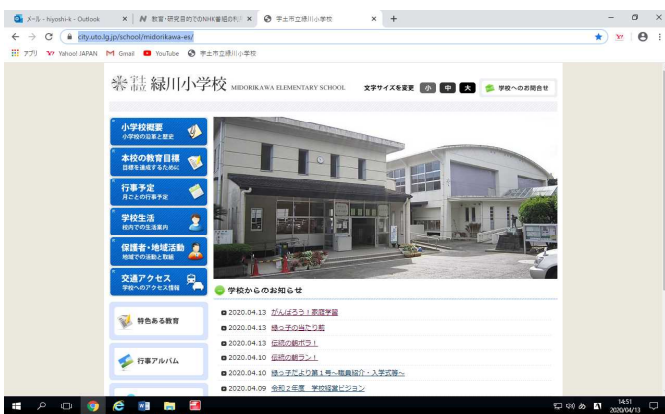 メール - hiyoshi-k - Outlook
教育・研究目的でのNHK番組の利
宇土市立緑川小学校
city.uto.lg.jp/school/midorikawa-es/
アプリ Yahoo! JAPAN Gmail YouTube 宇土市立緑川小学校
宇土市立 緑川小学校 MIDORIKAWA ELEMENTARY SCHOOL
文字サイズを変更 小 中 大
学校へのお問合せ
小学校概要
小学校の沿革と歴史
本校の教育目標
目標を達成するために
行事予定
月ごとの行事予定
学校生活
校内での生活案内
保護者・地域活動
地域での活動と取組
交通アクセス
学校へのアクセス情報
特色ある教育
行事アルバム
学校からのお知らせ
2020.04.13 がんばろう!家庭学習
2020.04.13 緑っ子の当たり前
2020.04.13 伝統の朝ボラ!
2020.04.10 伝統の朝ラン!
2020.04.10 緑っ子だより第1号~職員紹介・入学式等~
2020.04.09 令和2年度 学校経営ビジョン
14:51
2020/04/13